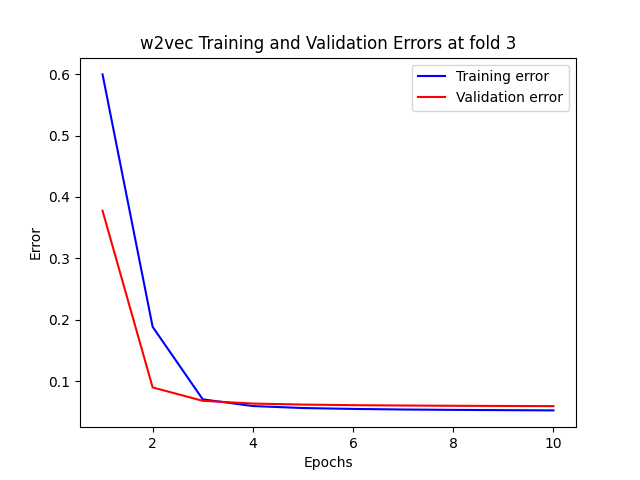 w2vec Training and Validation Errors at fold 3
Training error
Validation error
Error
0.6
0.5
0.4
0.3
0.2
0.1
2
4
6
8
10
Epochs